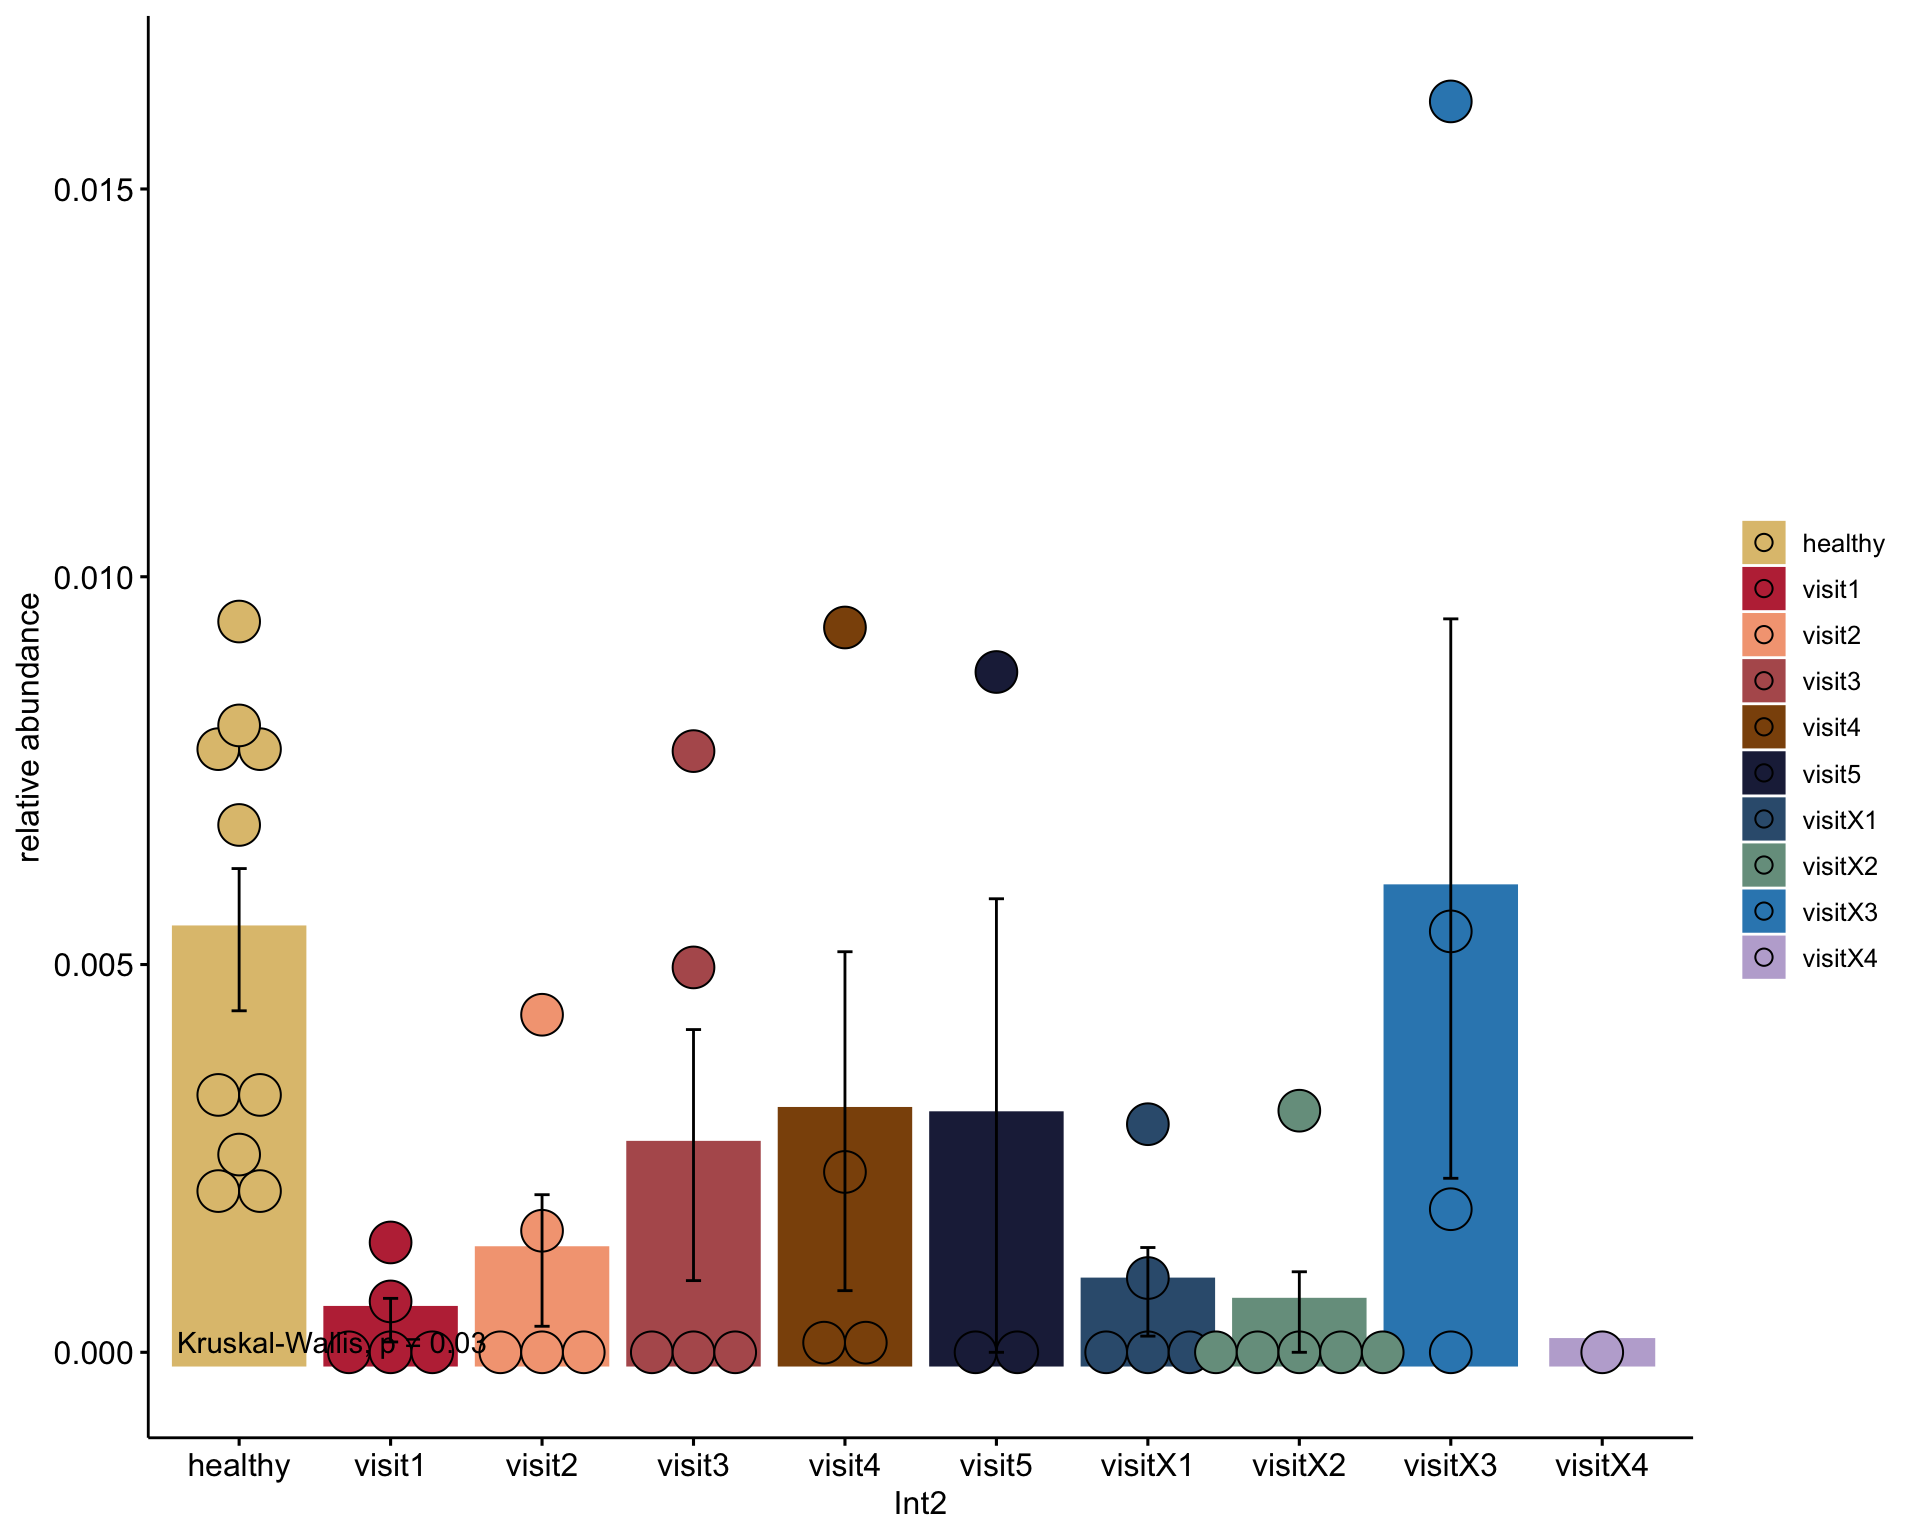 relative abundance
0.015
0.010
0.005
0.000
Kruskal-Wallis, p = 0.03
healthy visit1 visit2 visit3 visit4 visit5 visitX1 visitX2 visitX3 visitX4
Int2
healthy
visit1
visit2
visit3
visit4
visit5
visitX1
visitX2
visitX3
visitX4